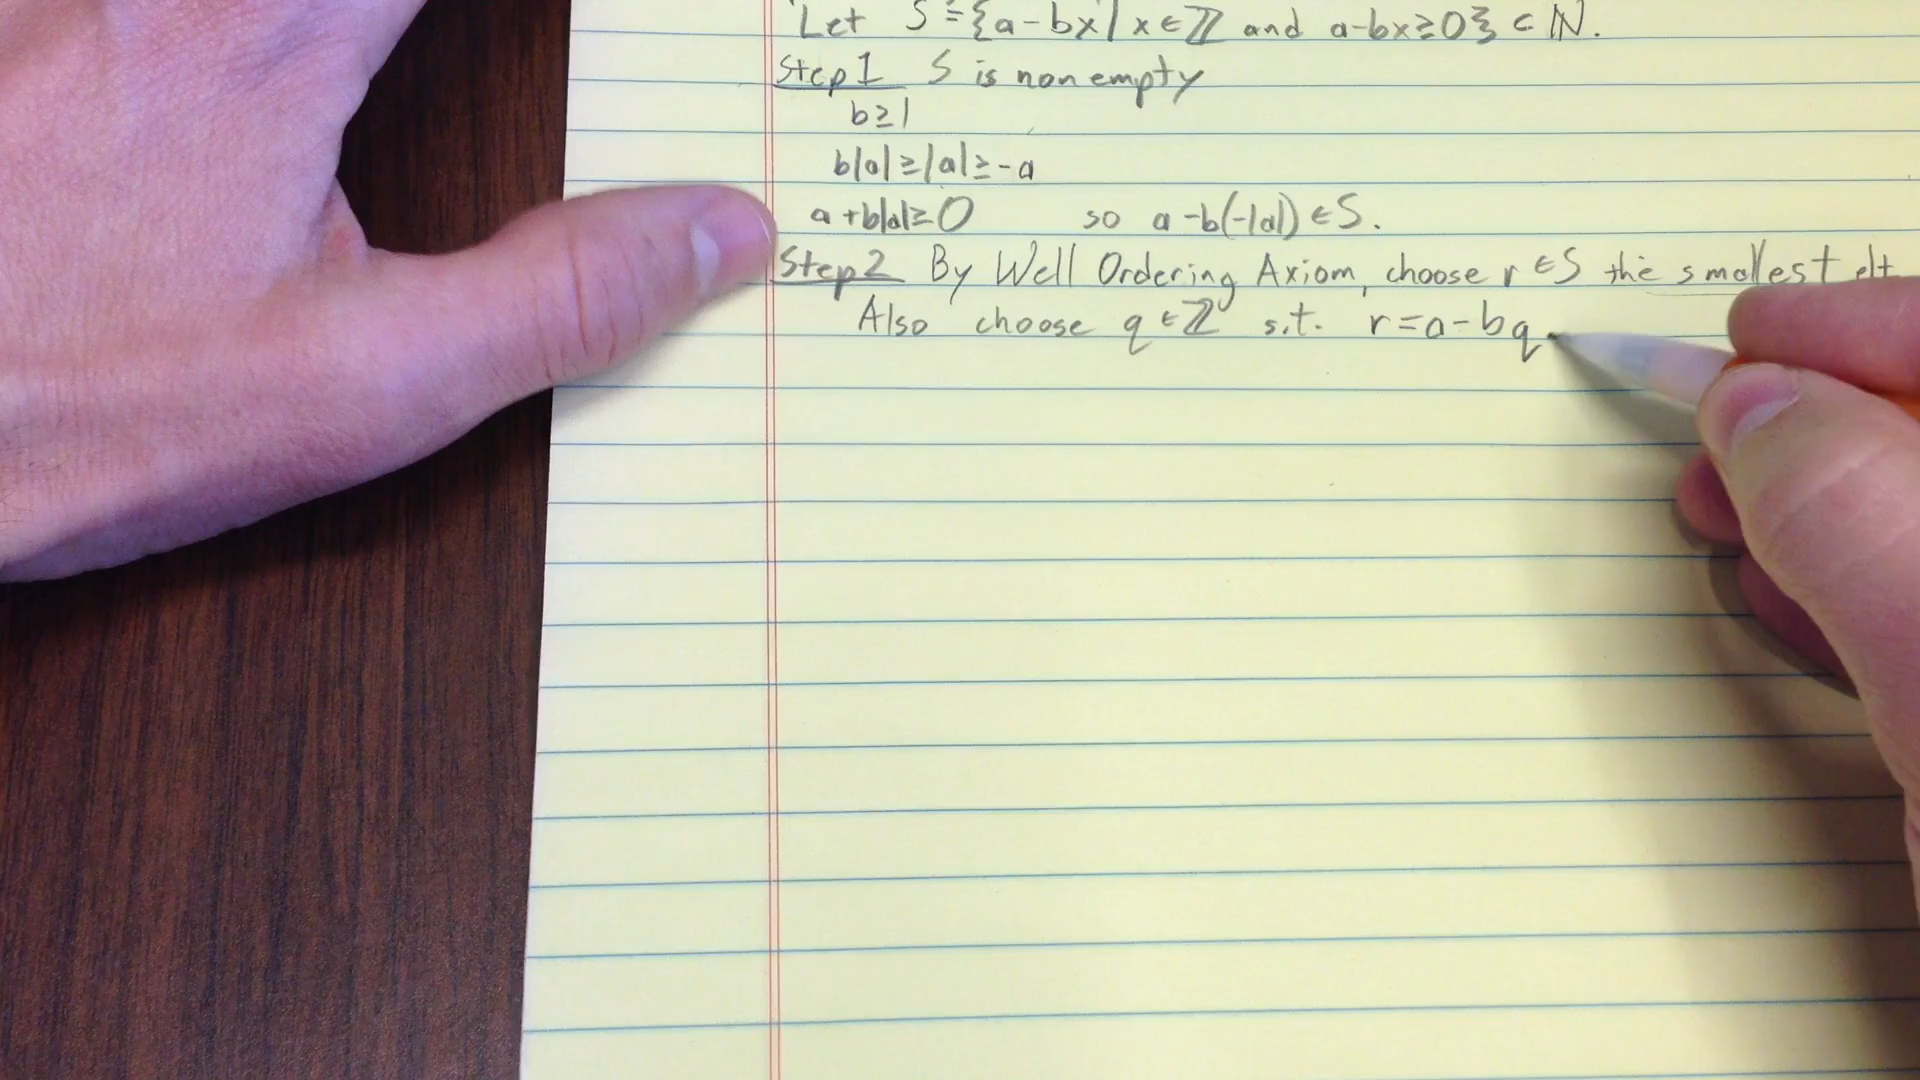 Let S = {a-bx | x∈ℤ and a-bx≥0} ⊂ ℕ.
Step 1 S is nonempty
b≥1
b|a|≥|a|≥-a
a+b|a|≥0 so a-b(-|a|)∈S.
Step 2 By Well Ordering Axiom, choose r∈S the smallest elt
Also choose q∈ℤ s.t. r=a-bq.